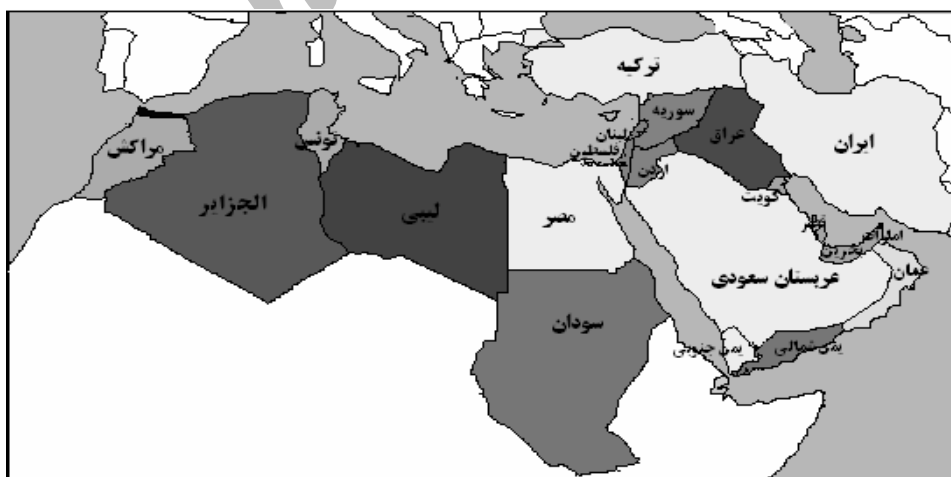 ترکیه
سوریه
لبنان
فلسطین
عراق
ایران
اردن
کویت
تونس
مراکش
الجزایر
لیبی
مصر
قطر
امارات
بحرین
عمان
عربستان سعودی
سودان
یمن جنوبی
یمن شمالی